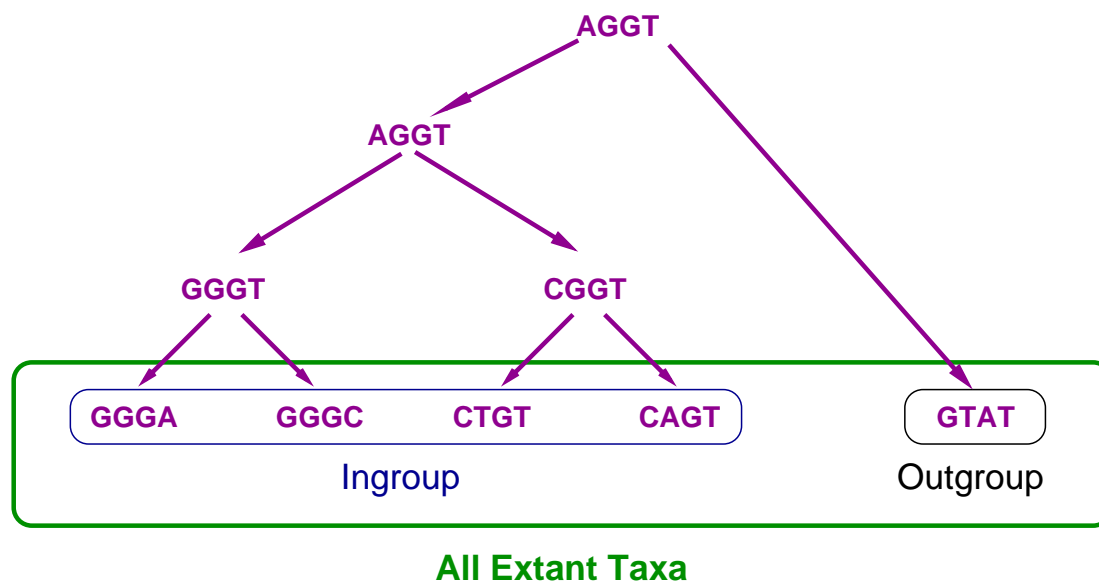 AGGT
AGGT
GGGT CGGT
GGGA GGGC CTGT CAGT GTAT
Ingroup Outgroup
All Extant Taxa